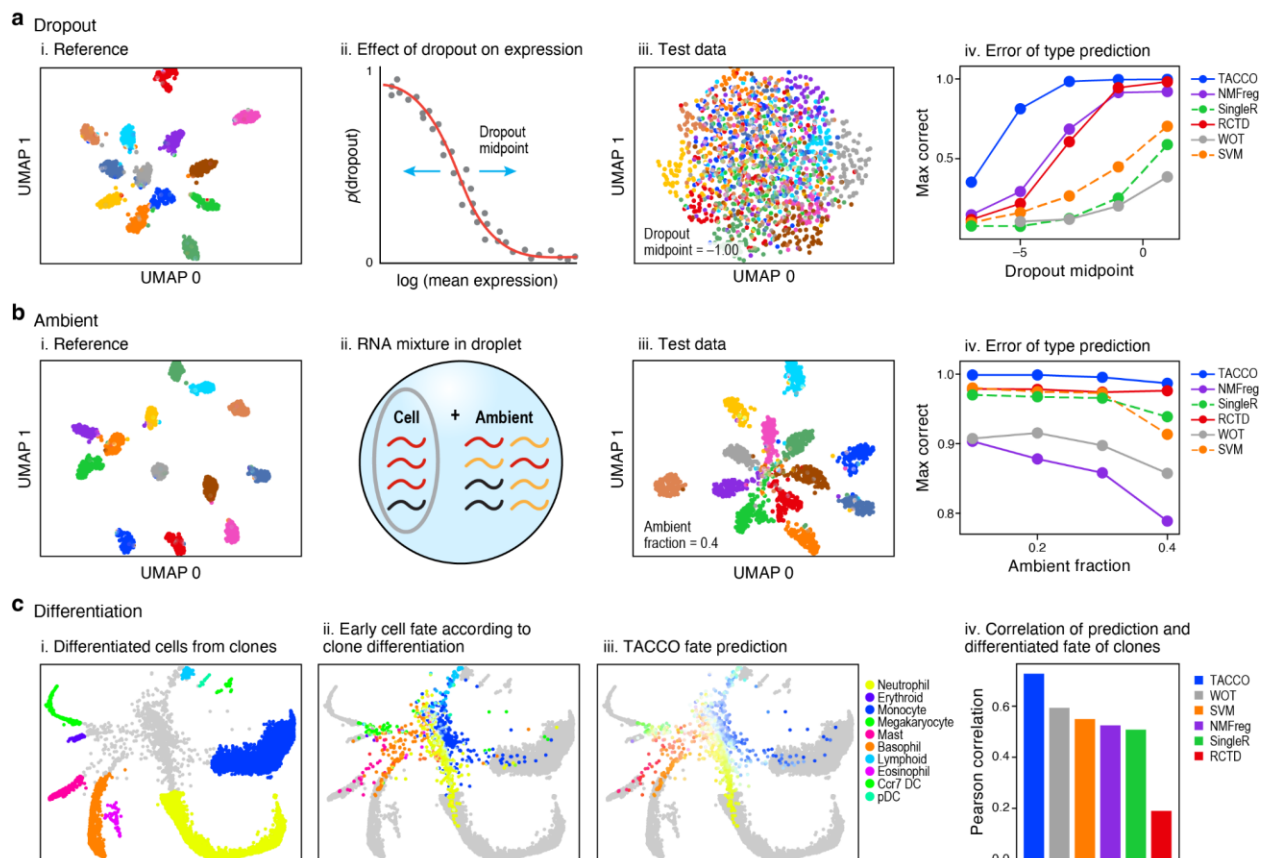 a Dropout
i. Reference
UMAP 1
UMAP 0
ii. Effect of dropout on expression
1
p(dropout)
0
Dropout
midpoint
log (mean expression)
iii. Test data
UMAP 1
Dropout
midpoint = –1.00
UMAP 0
iv. Error of type prediction
Max correct
1.0
0.5
–5
0
Dropout midpoint
TACCO
NMFreg
SingleR
RCTD
WOT
SVM
b Ambient
i. Reference
UMAP 1
UMAP 0
ii. RNA mixture in droplet
Cell + Ambient
iii. Test data
UMAP 1
Ambient
fraction = 0.4
UMAP 0
iv. Error of type prediction
Max correct
1.0
0.9
0.8
0.2
0.4
Ambient fraction
TACCO
NMFreg
SingleR
RCTD
WOT
SVM
c Differentiation
i. Differentiated cells from clones
ii. Early cell fate according to
clone differentiation
iii. TACCO fate prediction
Neutrophil
Erythroid
Monocyte
Megakaryocyte
Mast
Basophil
Lymphoid
Eosinophil
Ccr7 DC
pDC
iv. Correlation of prediction and
differentiated fate of clones
Pearson correlation
0.6
0.4
0.2
0.0
TACCO
WOT
SVM
NMFreg
SingleR
RCTD